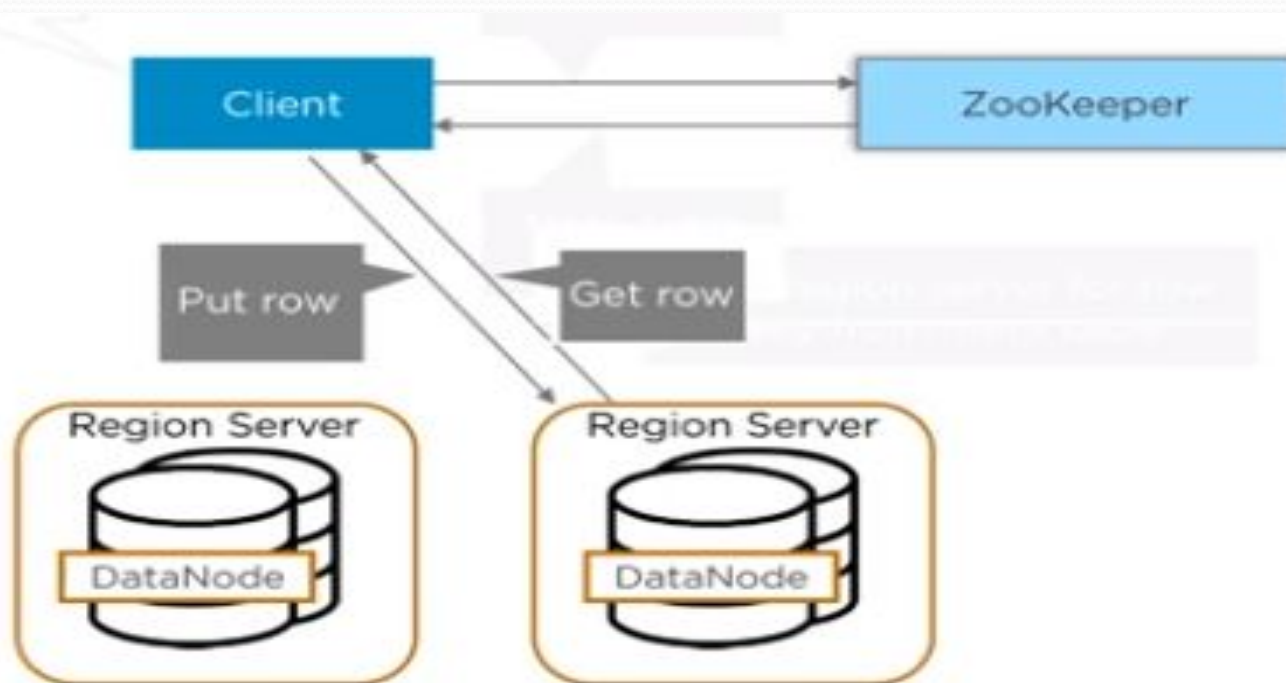 Client
ZooKeeper
Put row
Get row
Region Server
Region Server
DataNode
DataNode